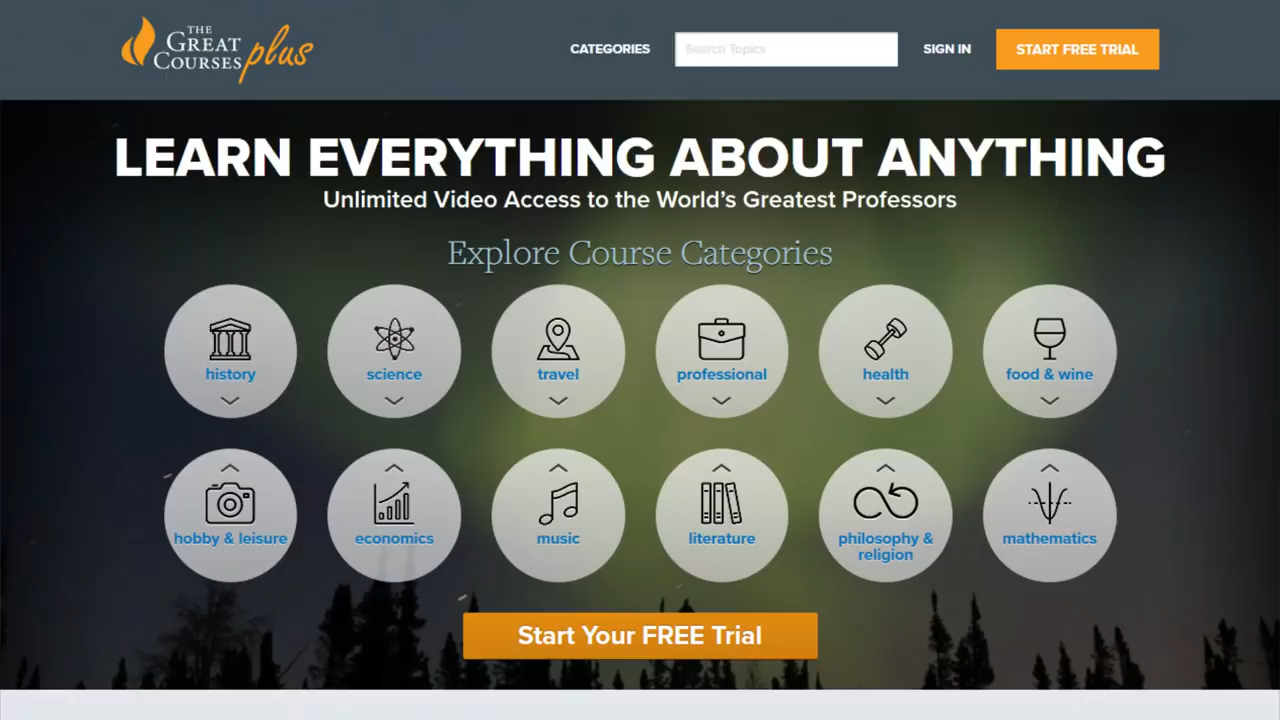 THE
GREAT
COURSES plus
CATEGORIES
Search Topics
SIGN IN
START FREE TRIAL
LEARN EVERYTHING ABOUT ANYTHING
Unlimited Video Access to the World's Greatest Professors
Explore Course Categories
history
science
travel
professional
health
food & wine
hobby & leisure
economics
music
literature
philosophy &
religion
mathematics
Start Your FREE Trial